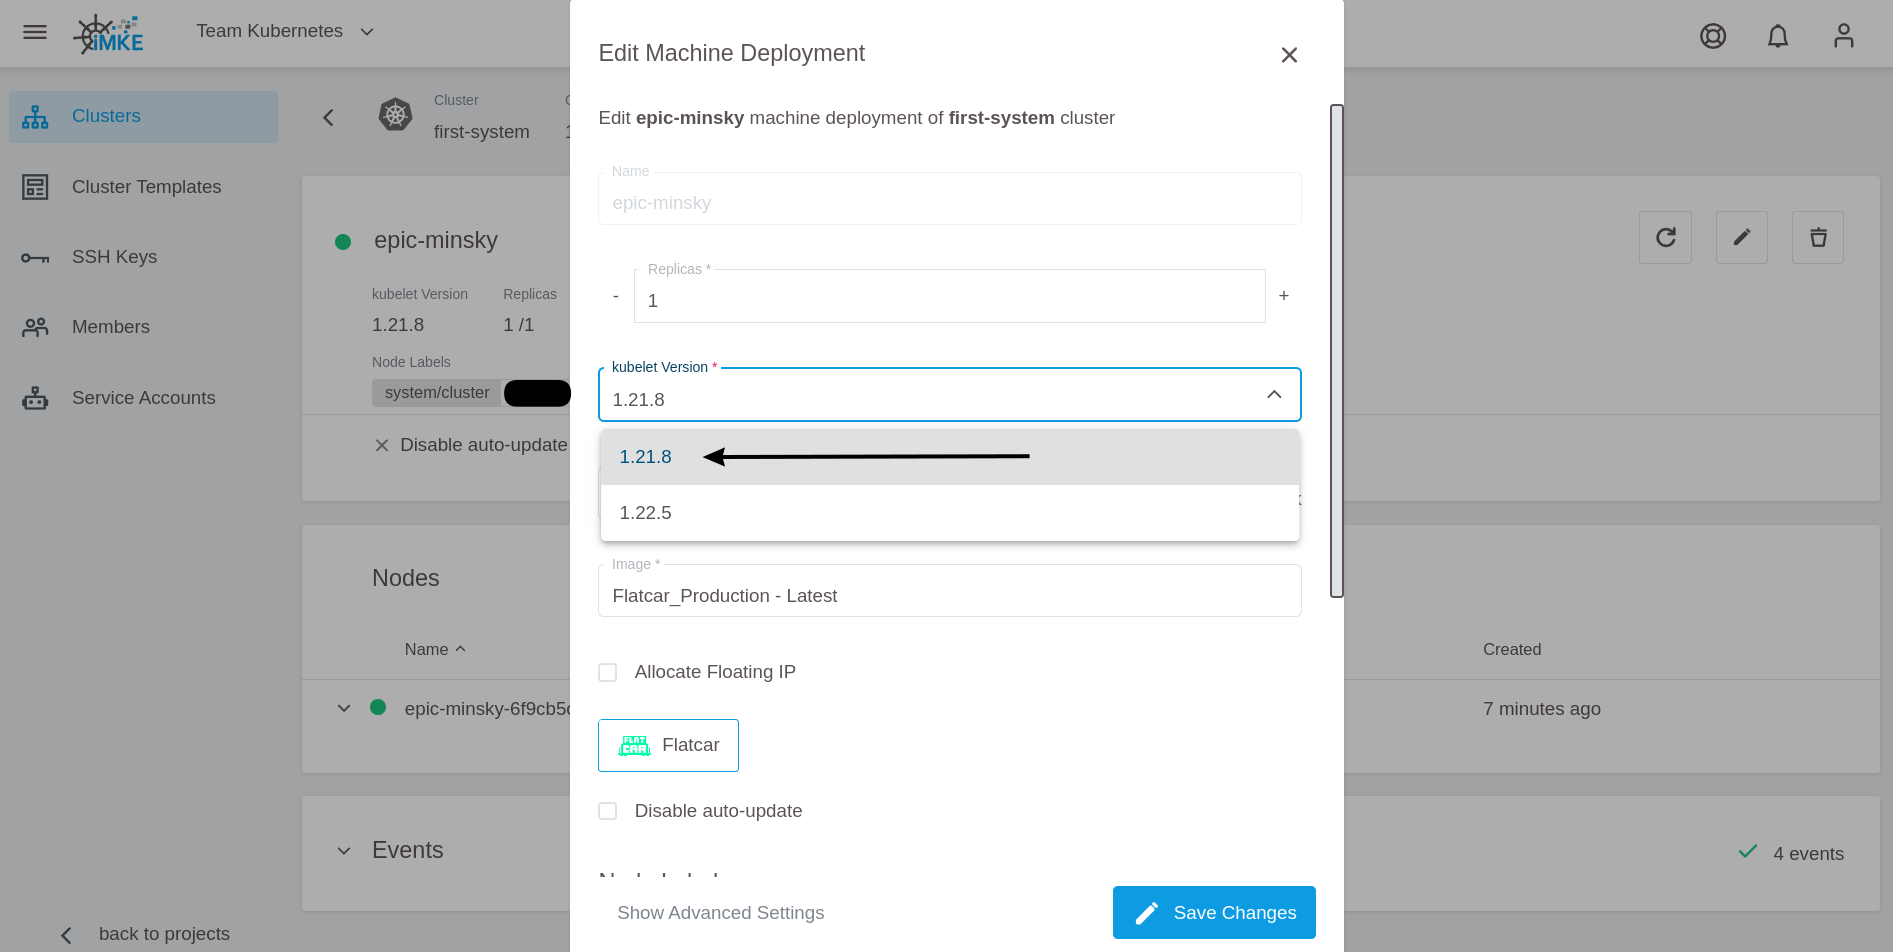 iMKE
Team Kubernetes
Clusters
Cluster Templates
SSH Keys
Members
Service Accounts
back to projects
Cluster
first-system
epic-minsky
kubelet Version Replicas
1.21.8 1 /1
Node Labels
system/cluster
Disable auto-update
Nodes
Name Created
epic-minsky-6f9cb5 7 minutes ago
Events 4 events
Edit Machine Deployment
Edit epic-minsky machine deployment of first-system cluster
Name
epic-minsky
Replicas *
- 1 +
kubelet Version *
1.21.8
1.21.8
1.22.5
Image *
Flatcar_Production - Latest
Allocate Floating IP
FLAT
CAR
Flatcar
Disable auto-update
Show Advanced Settings
Save Changes